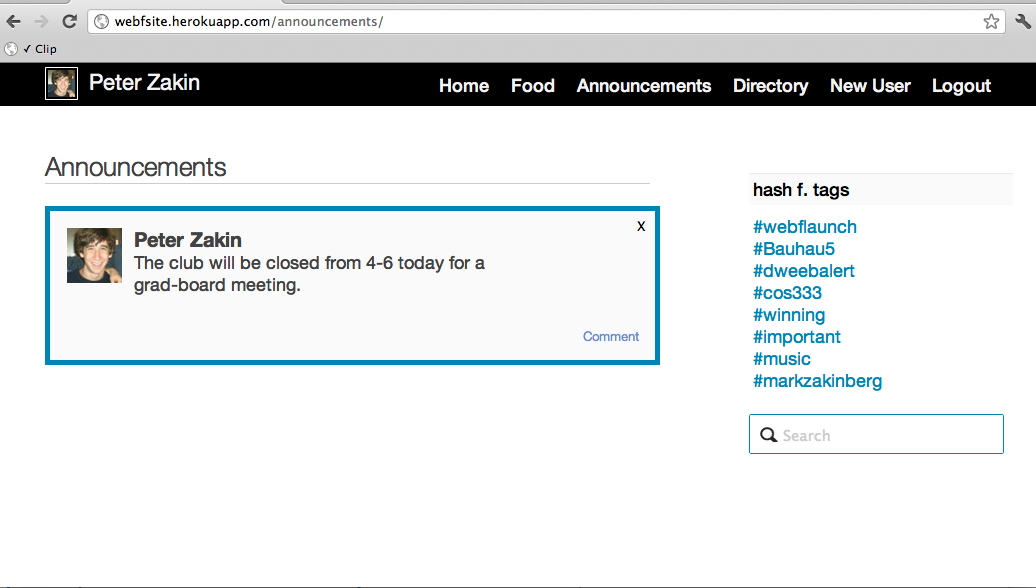 webfsite.herokuapp.com/announcements/
✓ Clip
Peter Zakin
Home Food Announcements Directory New User Logout
Announcements
x
Peter Zakin
The club will be closed from 4-6 today for a
grad-board meeting.
Comment
hash f. tags
#webflaunch
#Bauhau5
#dweebalert
#cos333
#winning
#important
#music
#markzakinberg
Search